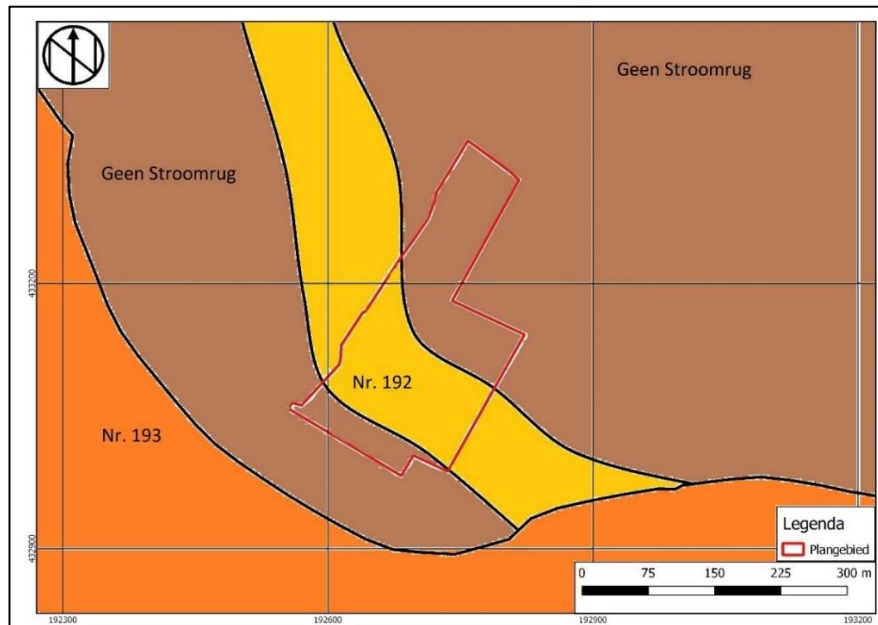 N
Geen Stroomrug
Geen Stroomrug
433200
Nr. 192
Nr. 193
Legenda
Plangebied
432900
0 75 150 225 300 m
192300 192600 192900 193200